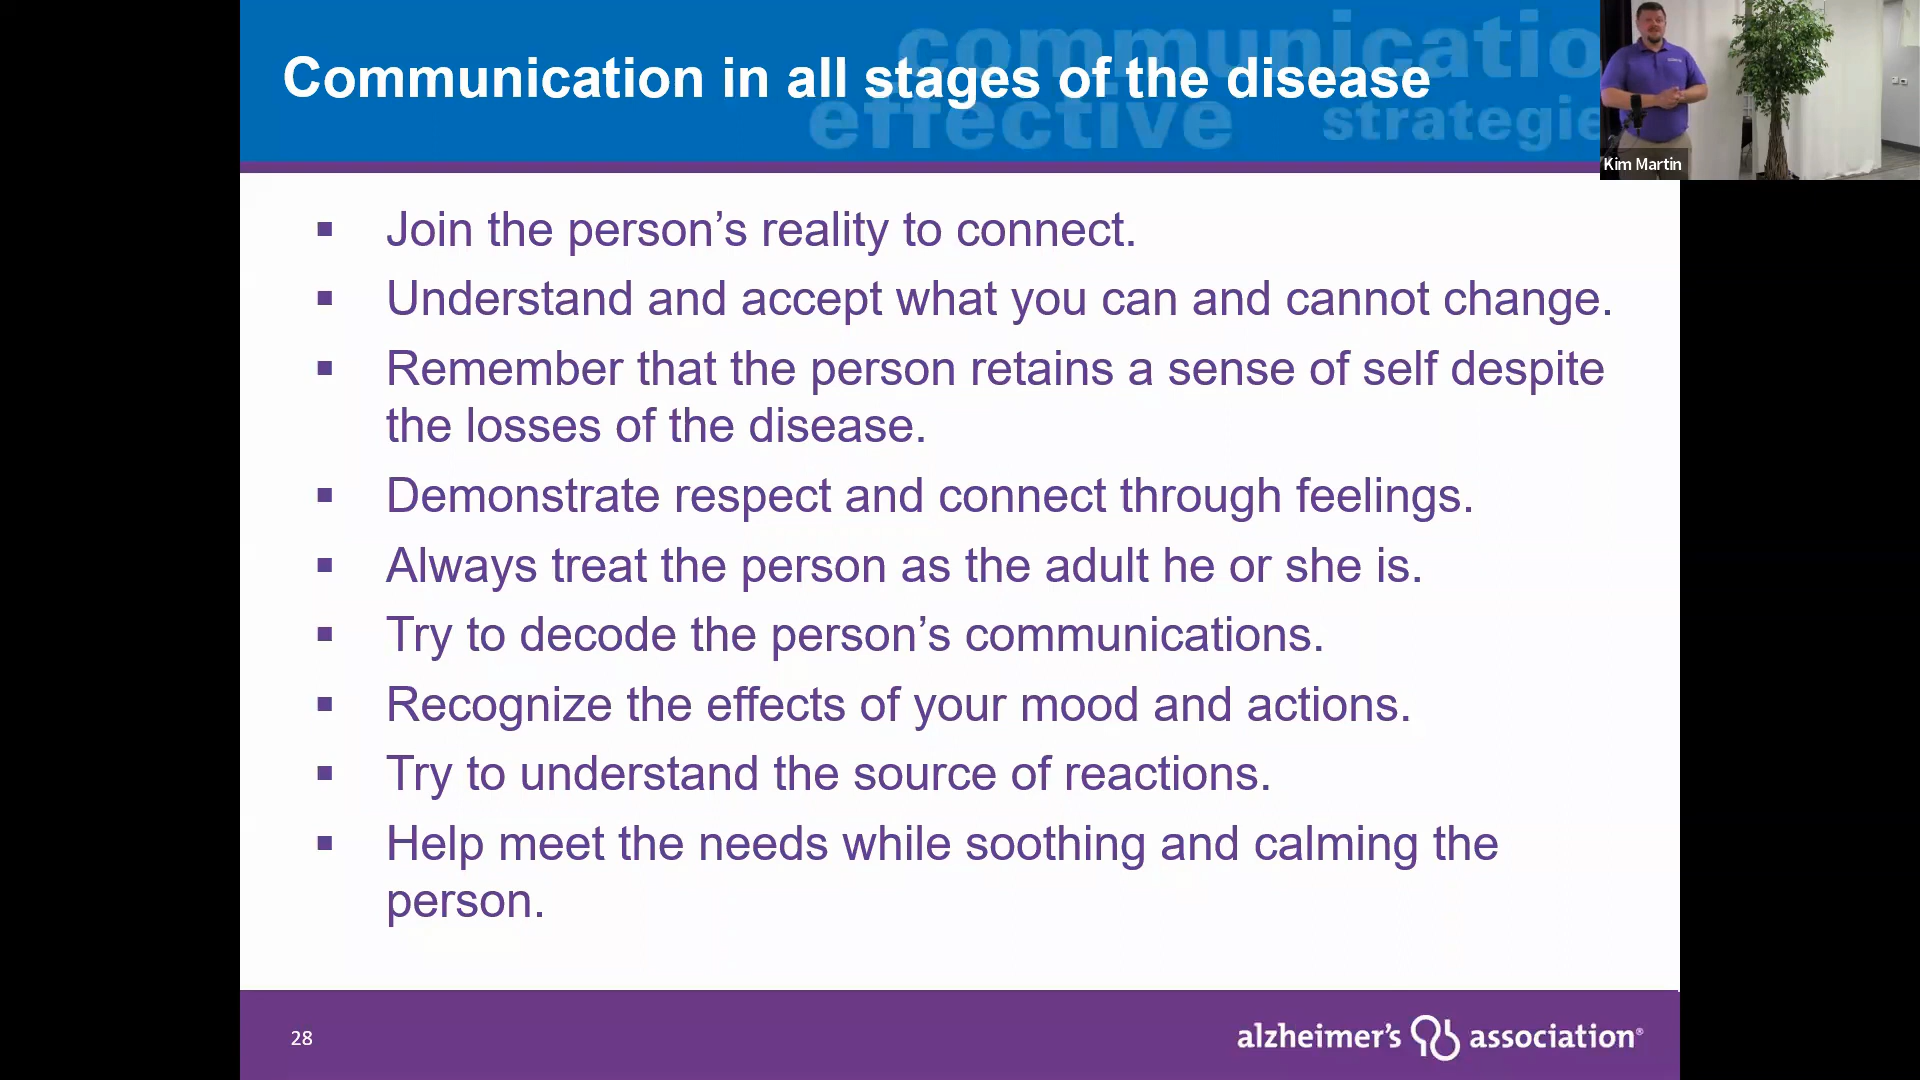 communicatio
Communication in all stages of the disease
effective strategie
Kim Martin
▪ Join the person’s reality to connect.
▪ Understand and accept what you can and cannot change.
▪ Remember that the person retains a sense of self despite
the losses of the disease.
▪ Demonstrate respect and connect through feelings.
▪ Always treat the person as the adult he or she is.
▪ Try to decode the person’s communications.
▪ Recognize the effects of your mood and actions.
▪ Try to understand the source of reactions.
▪ Help meet the needs while soothing and calming the
person.
28
alzheimer’s association®